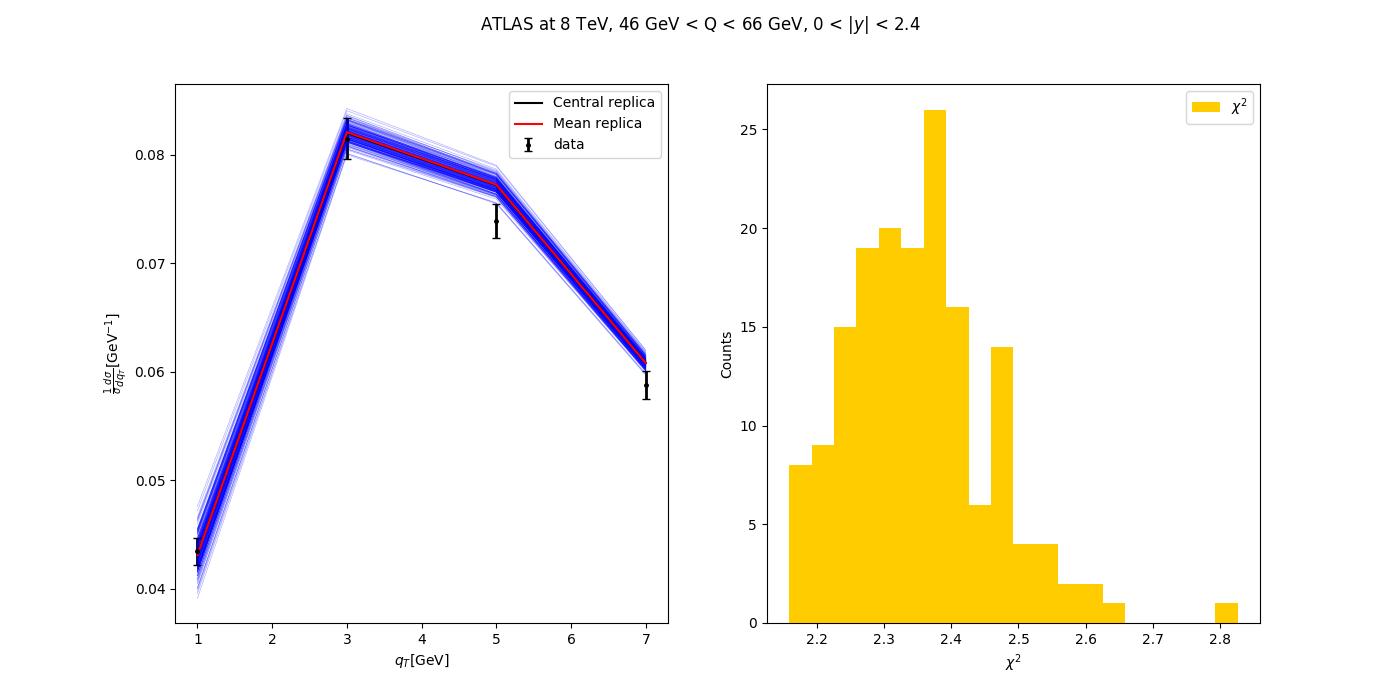 ATLAS at 8 TeV, 46 GeV < Q < 66 GeV, 0 < |y| < 2.4
Central replica
Mean replica
data
0.08
0.07
0.06
0.05
0.04
1/σ dσ/dq_T [GeV⁻¹]
1 2 3 4 5 6 7
q_T[GeV]
χ²
25
20
15
10
5
0
Counts
2.2 2.3 2.4 2.5 2.6 2.7 2.8
χ²